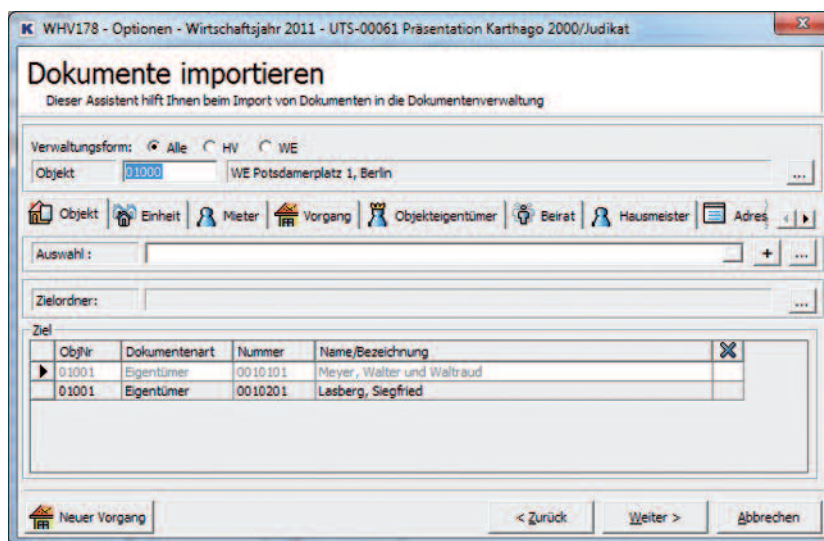 WHV178 - Optionen - Wirtschaftsjahr 2011 - UTS-00061 Präsentation Karthago 2000/Judikat
Dokumente importieren
Dieser Assistent hilft Ihnen beim Import von Dokumenten in die Dokumentenverwaltung
Verwaltungsform: Alle HV WE
Objekt 01000 WE Potsdamerplatz 1, Berlin ...
Objekt Einheit Mieter Vorgang Objekteigentümer Beirat Hausmeister Adres
Auswahl : + ...
Zielordner: ...
Ziel
ObjNr Dokumentenart Nummer Name/Bezeichnung
01001 Eigentümer 0010101 Meyer, Walter und Waltraud
01001 Eigentümer 0010201 Lasberg, Siegfried
Neuer Vorgang < Zurück Weiter > Abbrechen